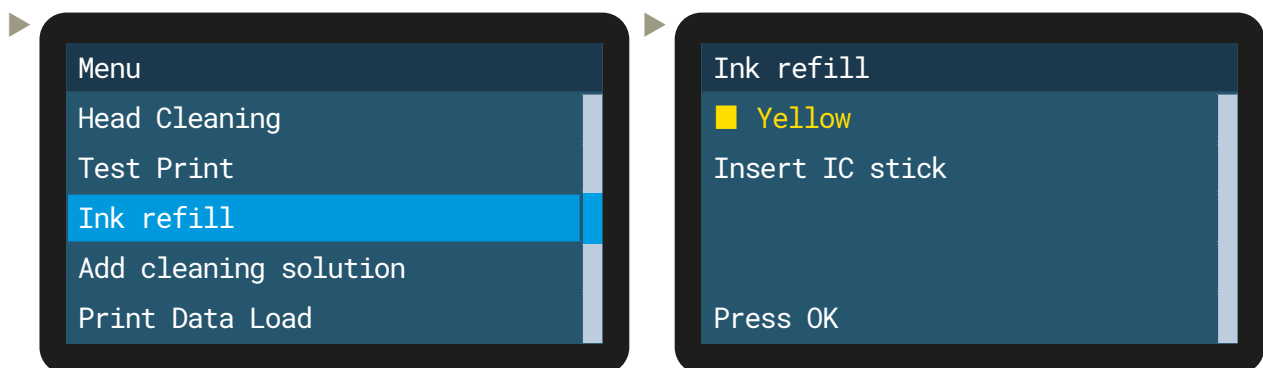 Menu
Head Cleaning
Test Print
Ink refill
Add cleaning solution
Print Data Load
Ink refill
Yellow
Insert IC stick
Press OK